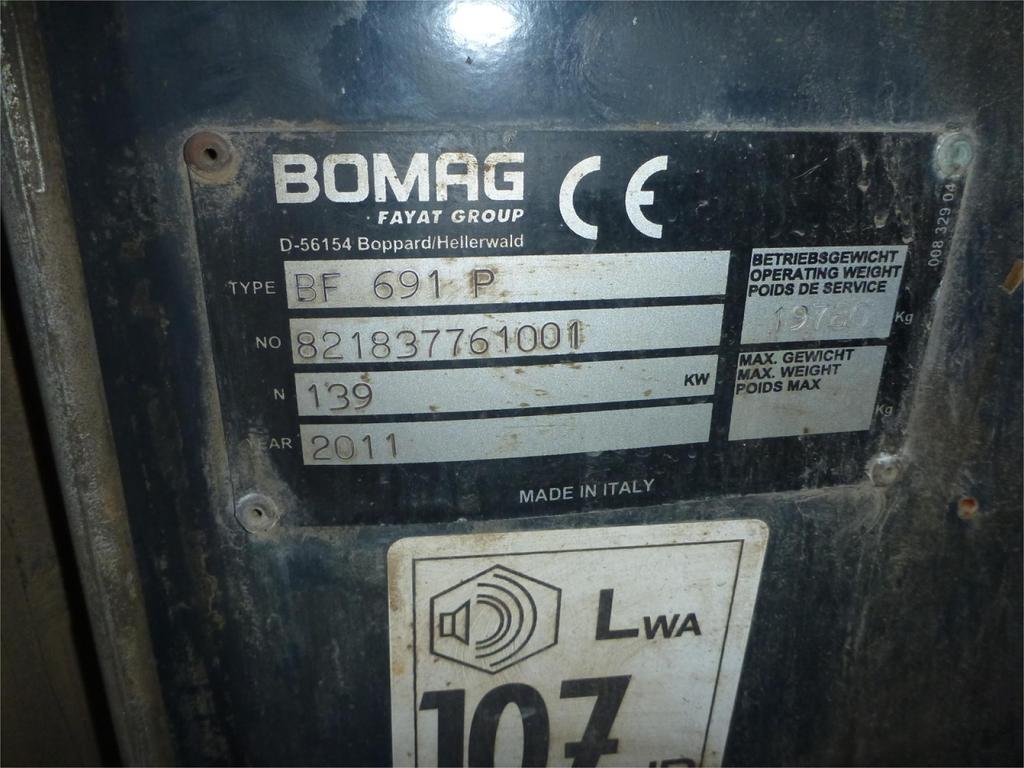 BOMAG
FAYAT GROUP
CE
D-56154 Boppard/Hellerwald
TYPE BF 691 P
NO 821837761001
N 139 KW
YEAR 2011
BETRIEBSGEWICHT
OPERATING WEIGHT
POIDS DE SERVICE
Kg
MAX. GEWICHT
MAX. WEIGHT
POIDS MAX
Kg
008 329 04
MADE IN ITALY
LWA
107